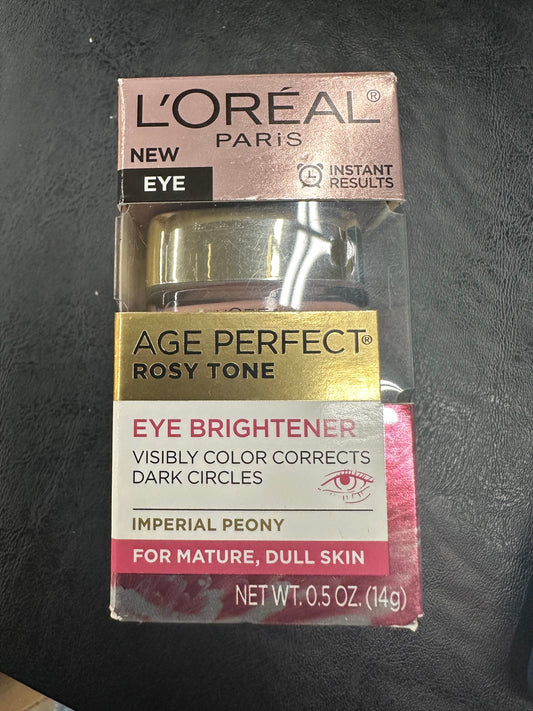 L'ORÉAL®
PARIS
NEW
EYE
INSTANT
RESULTS
AGE PERFECT®
ROSY TONE
EYE BRIGHTENER
VISIBLY COLOR CORRECTS
DARK CIRCLES
IMPERIAL PEONY
FOR MATURE, DULL SKIN
NET WT. 0.5 OZ. (14g)